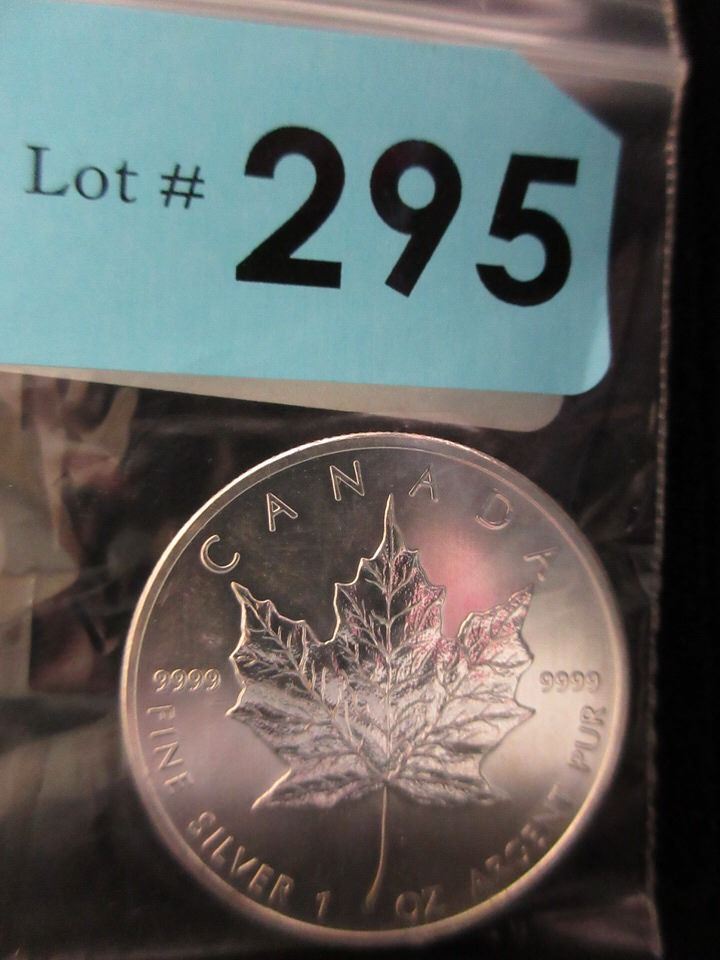 Lot # 295
CANADA
9999 9999
FINE SILVER 1 OZ ARGENT PUR